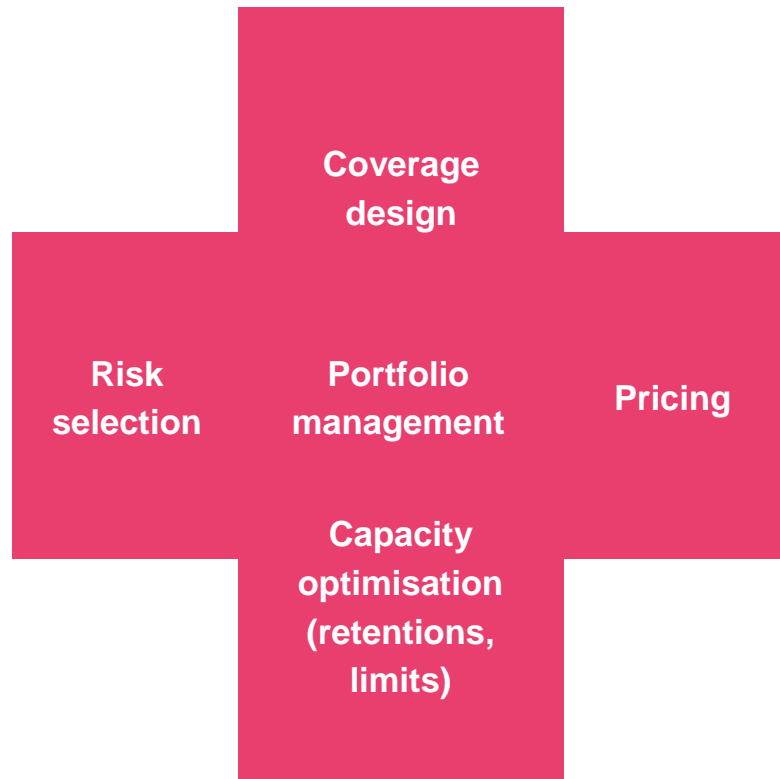 Coverage
design
Risk
selection
Portfolio
management
Pricing
Capacity
optimisation
(retentions,
limits)